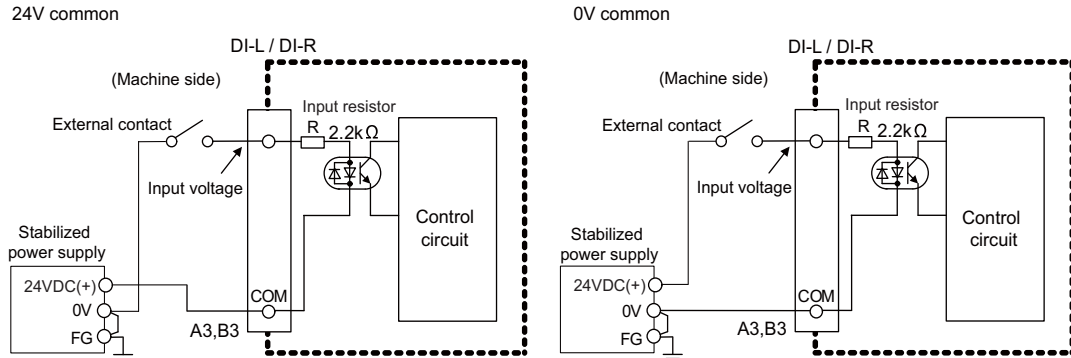 24V common
DI-L / DI-R
(Machine side)
Input resistor
External contact
R
2.2kΩ
Input voltage
Control
circuit
Stabilized
power supply
24VDC(+)
0V
FG
COM
A3,B3
0V common
DI-L / DI-R
(Machine side)
Input resistor
External contact
R
2.2kΩ
Input voltage
Control
circuit
Stabilized
power supply
24VDC(+)
0V
FG
COM
A3,B3